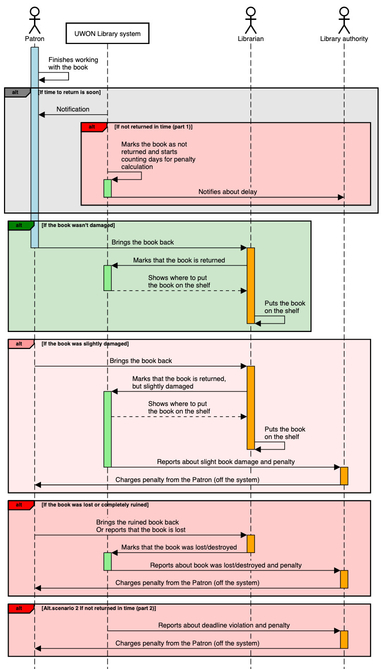 Patron
UWON Library system
Librarian
Library authority
Finishes working
with the book
alt
[If time to return is soon]
Notification
alt
[If not returned in time (part 1)]
Marks the book as not
returned and starts
counting days for penalty
calculation
Notifies about delay
alt
[If the book wasn't damaged]
Brings the book back
Marks that the book is returned
Shows where to put
the book on the shelf
Puts the book
on the shelf
alt
[If the book was slightly damaged]
Brings the book back
Marks that the book is returned,
but slightly damaged
Shows where to put
the book on the shelf
Puts the book
on the shelf
Reports about slight book damage and penalty
Charges penalty from the Patron (off the system)
alt
[If the book was lost or completely ruined]
Brings the ruined book back
Or reports that the book is lost
Marks that the book was lost/destroyed
Reports about book was lost/destroyed and penalty
Charges penalty from the Patron (off the system)
alt
[Alt.scenario 2 If not returned in time (part 2)]
Reports about deadline violation and penalty
Charges penalty from the Patron (off the system)